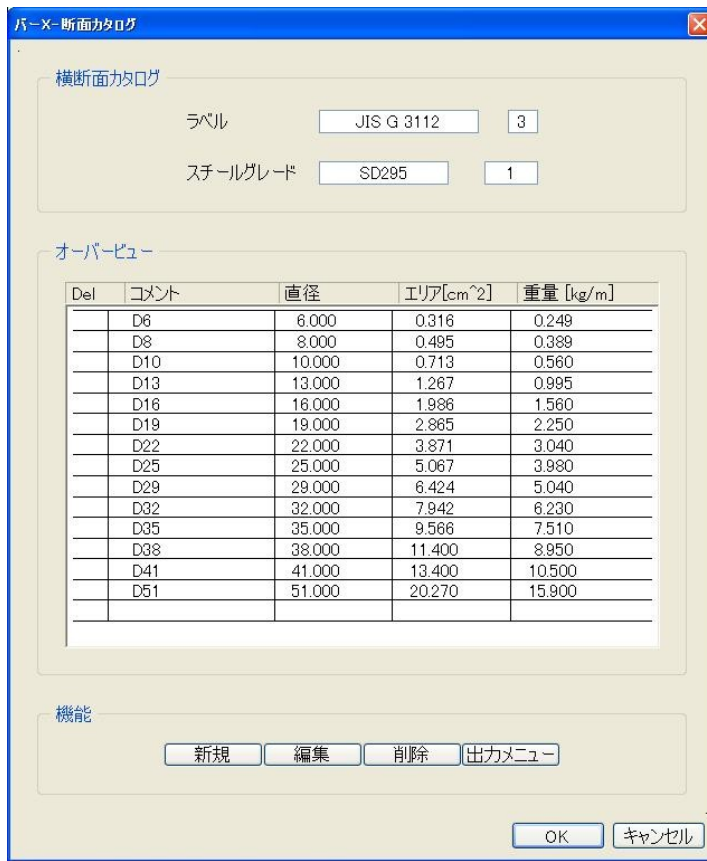 バーX-断面カタログ
横断面カタログ
ラベル JIS G 3112 3
スチールグレード SD295 1
オーバービュー
Del コメント 直径 エリア[cm^2] 重量 [kg/m]
D6 6.000 0.316 0.249
D8 8.000 0.495 0.389
D10 10.000 0.713 0.560
D13 13.000 1.267 0.995
D16 16.000 1.986 1.560
D19 19.000 2.865 2.250
D22 22.000 3.871 3.040
D25 25.000 5.067 3.980
D29 29.000 6.424 5.040
D32 32.000 7.942 6.230
D35 35.000 9.566 7.510
D38 38.000 11.400 8.950
D41 41.000 13.400 10.500
D51 51.000 20.270 15.900
機能
新規 編集 削除 出力メニュー
OK キャンセル